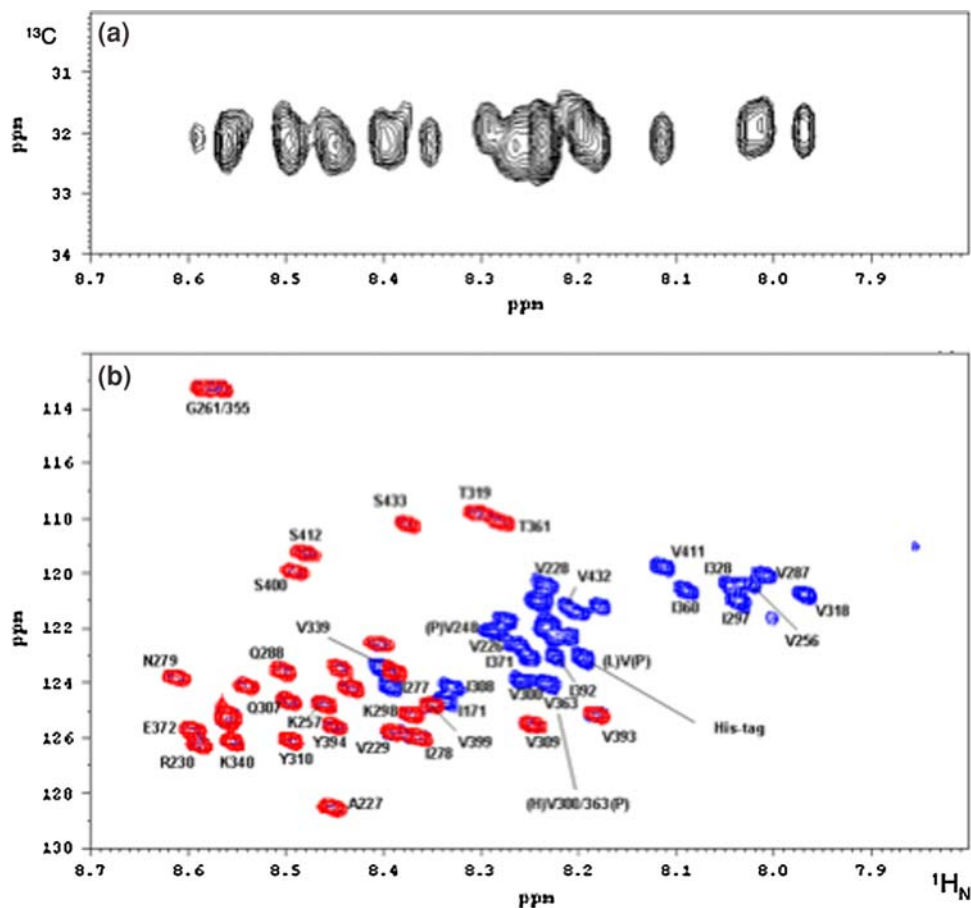 (a)
¹³C
31
32
33
34
ppm
8.7 8.6 8.5 8.4 8.3 8.2 8.1 8.0 7.9
ppm
(b)
114
116
110
120
122
124
126
128
130
ppm
G261/355
S433
T319
T361
S412
S400
V228
V432
V411
I328
V287
I360
I297
V318
V256
V339
(P)V248
V226
I371
(L)V(P)
N279
Q288
I277
I308
V300
I392
V363
Q307
K257
K298
I171
V399
His-tag
E372
Y394
V229
I278
V309
V393
R230
K340
Y310
A227
(H)V300/363(P)
8.7 8.6 8.5 8.4 8.3 8.2 8.1 8.0 7.9
ppm
¹H_N